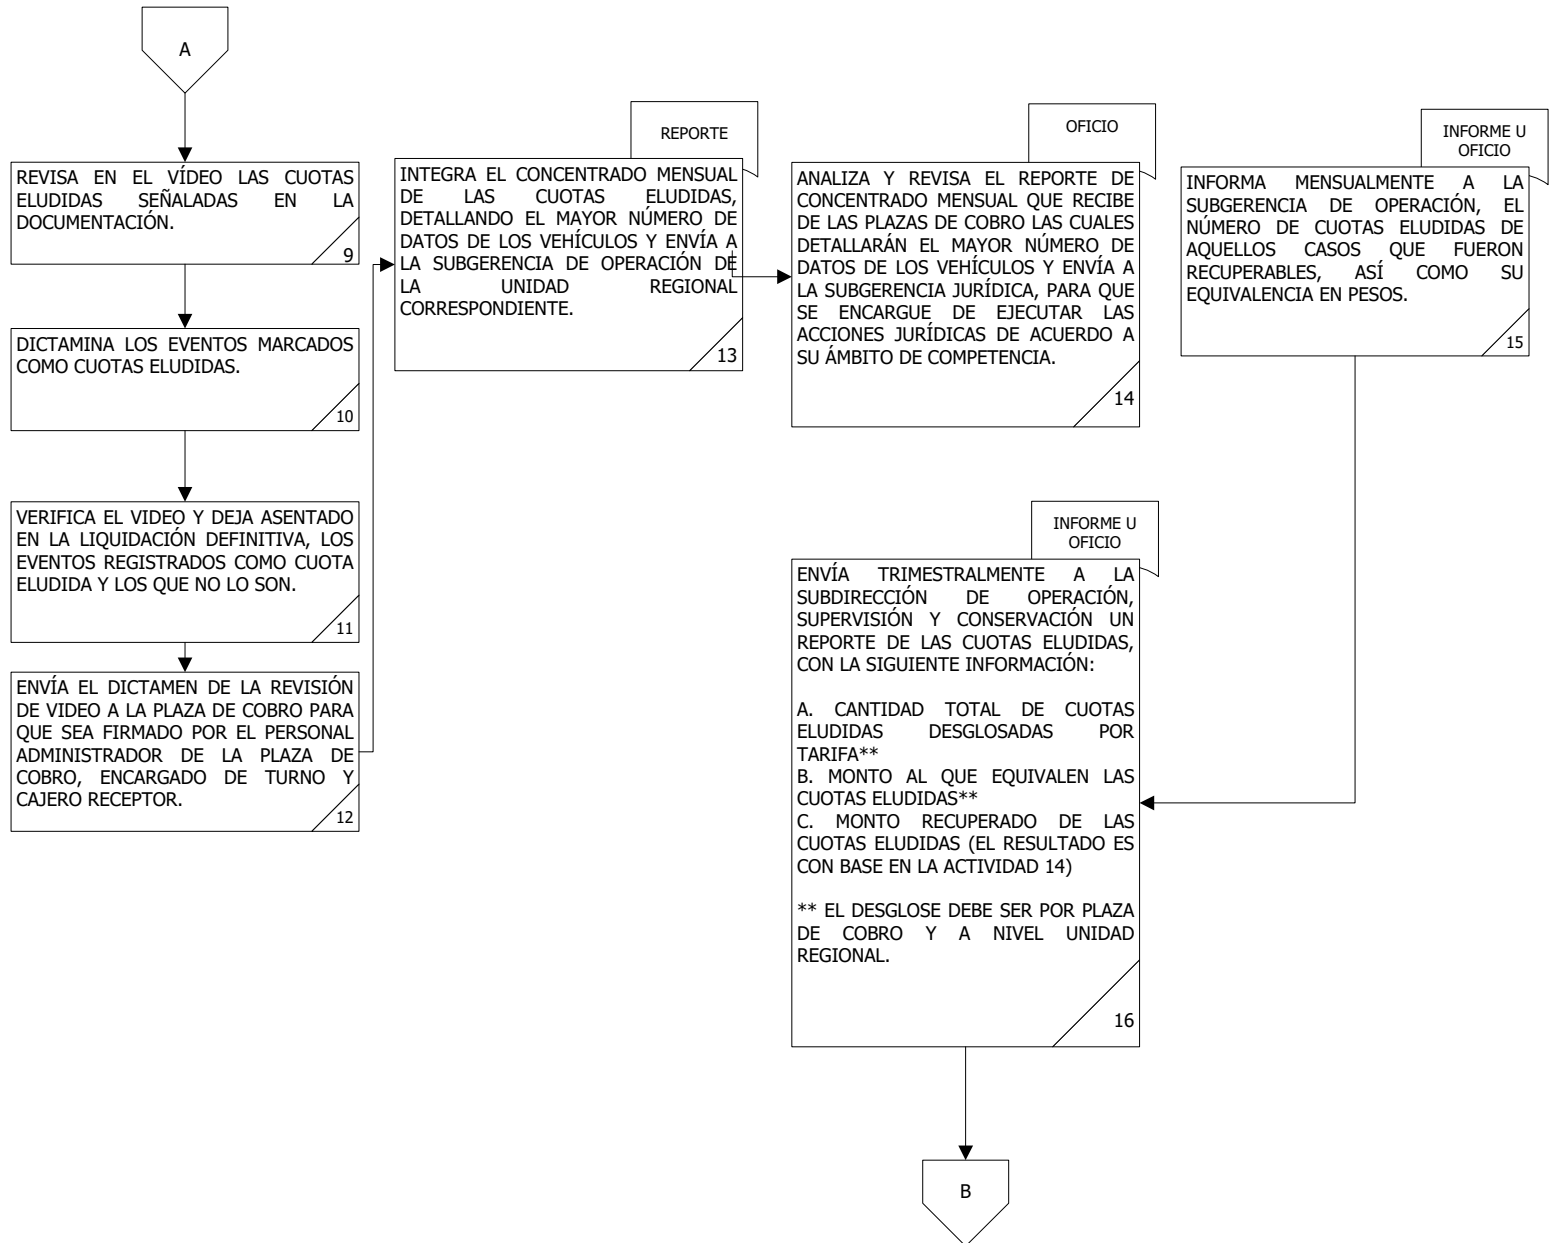 A
REVISA EN EL VÍDEO LAS CUOTAS
ELUDIDAS SEÑALADAS EN LA
DOCUMENTACIÓN.
9
DICTAMINA LOS EVENTOS MARCADOS
COMO CUOTAS ELUDIDAS.
10
VERIFICA EL VIDEO Y DEJA ASENTADO
EN LA LIQUIDACIÓN DEFINITIVA, LOS
EVENTOS REGISTRADOS COMO CUOTA
ELUDIDA Y LOS QUE NO LO SON.
11
ENVÍA EL DICTAMEN DE LA REVISIÓN
DE VIDEO A LA PLAZA DE COBRO PARA
QUE SEA FIRMADO POR EL PERSONAL
ADMINISTRADOR DE LA PLAZA DE
COBRO, ENCARGADO DE TURNO Y
CAJERO RECEPTOR.
12
REPORTE
INTEGRA EL CONCENTRADO MENSUAL
DE LAS CUOTAS ELUDIDAS,
DETALLANDO EL MAYOR NÚMERO DE
DATOS DE LOS VEHÍCULOS Y ENVÍA A
LA SUBGERENCIA DE OPERACIÓN DE
LA UNIDAD REGIONAL
CORRESPONDIENTE.
13
OFICIO
ANALIZA Y REVISA EL REPORTE DE
CONCENTRADO MENSUAL QUE RECIBE
DE LAS PLAZAS DE COBRO LAS CUALES
DETALLARÁN EL MAYOR NÚMERO DE
DATOS DE LOS VEHÍCULOS Y ENVÍA A
LA SUBGERENCIA JURÍDICA, PARA QUE
SE ENCARGUE DE EJECUTAR LAS
ACCIONES JURÍDICAS DE ACUERDO A
SU ÁMBITO DE COMPETENCIA.
14
INFORME U
OFICIO
INFORMA MENSUALMENTE A LA
SUBGERENCIA DE OPERACIÓN, EL
NÚMERO DE CUOTAS ELUDIDAS DE
AQUELLOS CASOS QUE FUERON
RECUPERABLES, ASÍ COMO SU
EQUIVALENCIA EN PESOS.
15
INFORME U
OFICIO
ENVÍA TRIMESTRALMENTE A LA
SUBDIRECCIÓN DE OPERACIÓN,
SUPERVISIÓN Y CONSERVACIÓN UN
REPORTE DE LAS CUOTAS ELUDIDAS,
CON LA SIGUIENTE INFORMACIÓN:
A. CANTIDAD TOTAL DE CUOTAS
ELUDIDAS DESGLOSADAS POR
TARIFA**
B. MONTO AL QUE EQUIVALEN LAS
CUOTAS ELUDIDAS**
C. MONTO RECUPERADO DE LAS
CUOTAS ELUDIDAS (EL RESULTADO ES
CON BASE EN LA ACTIVIDAD 14)
** EL DESGLOSE DEBE SER POR PLAZA
DE COBRO Y A NIVEL UNIDAD
REGIONAL.
16
B